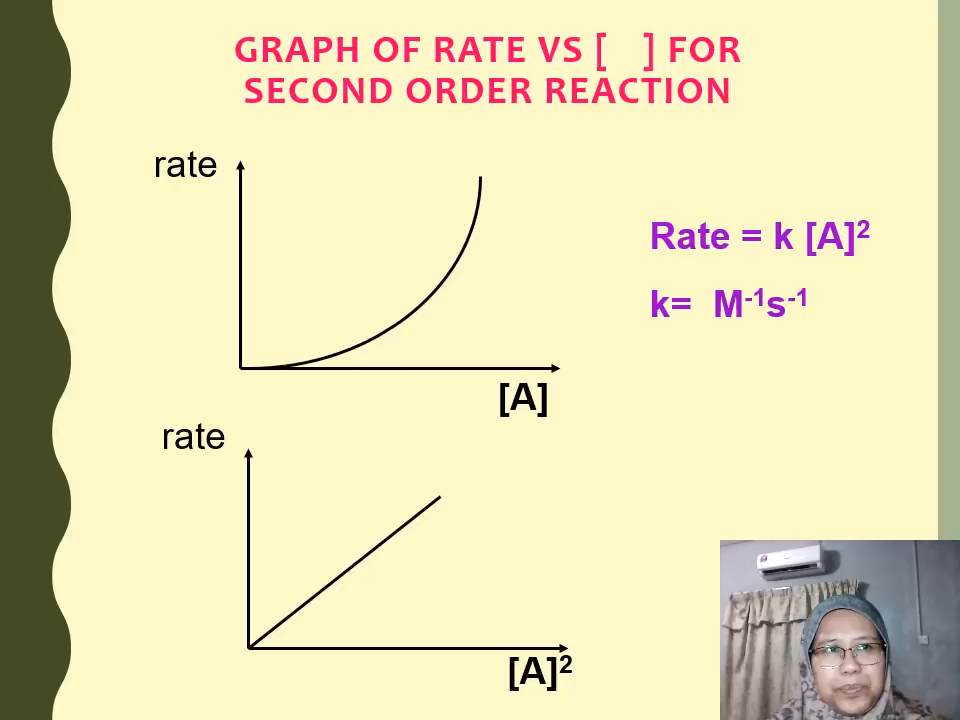 GRAPH OF RATE VS [ ] FOR
SECOND ORDER REACTION
rate
Rate = k [A]²
k= M⁻¹s⁻¹
[A]
rate
[A]²